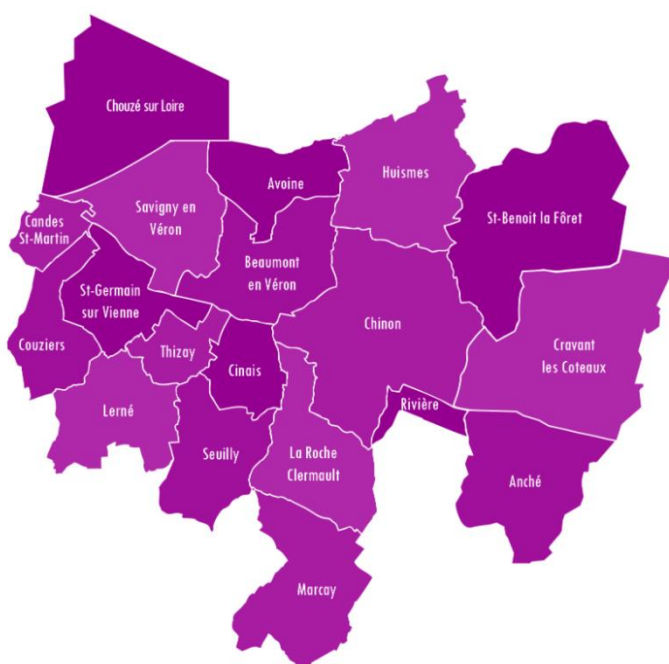 Chouzé sur Loire
Avoine
Huismes
Savigny en
Véron
Candes
St-Martin
St-Benoit la Fôret
Beaumont
en Véron
St-Germain
sur Vienne
Chinon
Couziers
Thizay
Cinais
Cravant
les Coteaux
Lerné
Rivière
Seuilly
La Roche
Clermault
Anché
Marcay